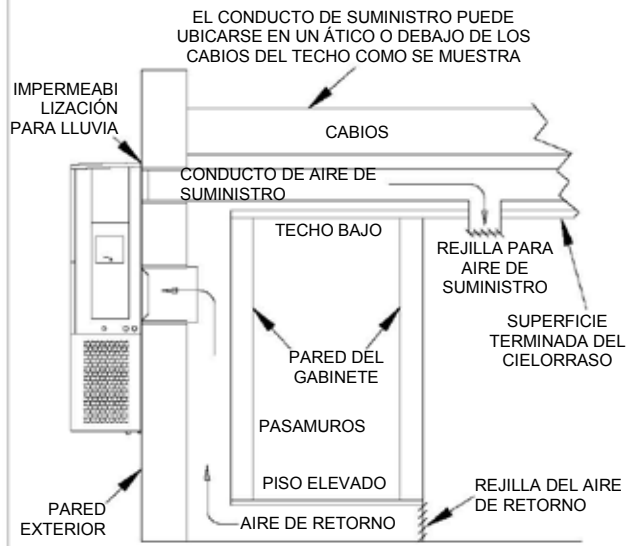 EL CONDUCTO DE SUMINISTRO PUEDE
UBICARSE EN UN ÁTICO O DEBAJO DE LOS
CABIOS DEL TECHO COMO SE MUESTRA
IMPERMEABI
LIZACIÓN
PARA LLUVIA
CABIOS
CONDUCTO DE AIRE DE
SUMINISTRO
TECHO BAJO
REJILLA PARA
AIRE DE
SUMINISTRO
SUPERFICIE
TERMINADA DEL
CIELORRASO
PARED DEL
GABINETE
PASAMUROS
PISO ELEVADO
REJILLA DEL AIRE
DE RETORNO
PARED
EXTERIOR
AIRE DE RETORNO